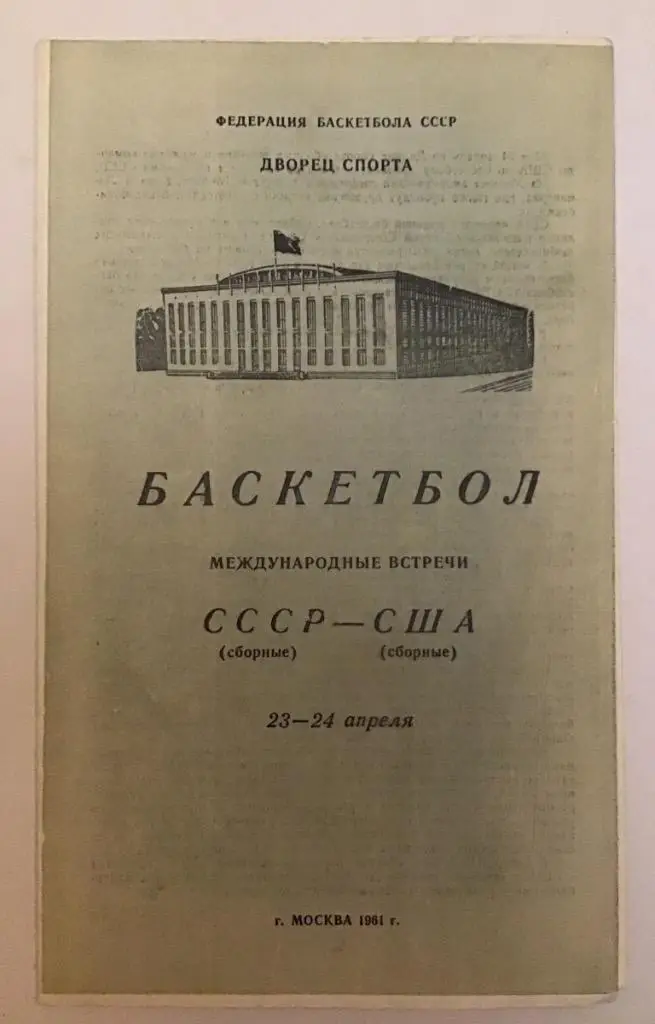 ФЕДЕРАЦИЯ БАСКЕТБОЛА СССР
ДВОРЕЦ СПОРТА
БАСКЕТБОЛ
МЕЖДУНАРОДНЫЕ ВСТРЕЧИ
СССР—США
(сборные) (сборные)
23—24 апреля
г. МОСКВА 1961 г.